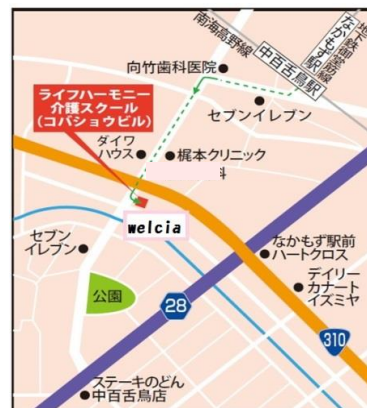 南海高野線
中百舌鳥駅
地下鉄御堂筋線
なかもず駅
向竹歯科医院
セブンイレブン
ライフハーモニー
介護スクール
(コバショウビル)
ダイワ
ハウス
梶本クリニック
科
welcia
セブン
イレブン
なかもず駅前
ハートクロス
デイリー
カナート
イズミヤ
公園
28
310
ステーキのどん
中百舌鳥店